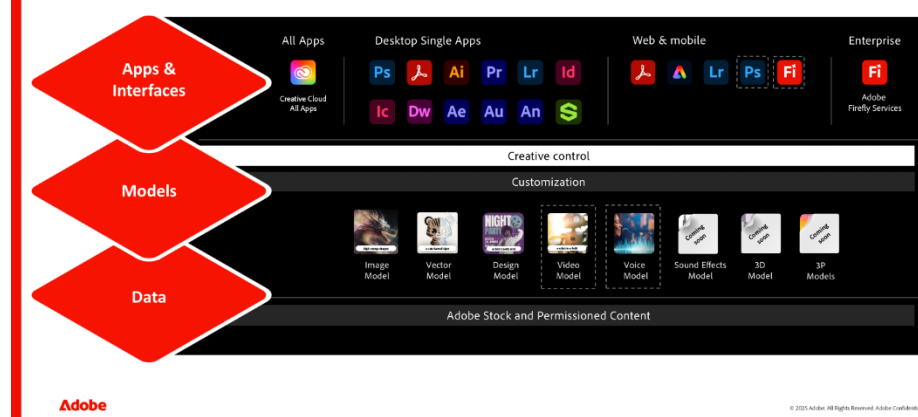 Apps &
Interfaces
All Apps
Creative Cloud
All Apps
Desktop Single Apps
Ps
Ai
Pr
Lr
Id
Ic
Dw
Ae
Au
An
Web & mobile
Lr
Ps
Fi
Enterprise
Fi
Adobe
Firefly Services
Models
Creative control
Customization
NIGHT
PARTY
Coming
soon
Coming
soon
Coming
soon
Image
Model
Vector
Model
Design
Model
Video
Model
Voice
Model
Sound Effects
Model
3D
Model
3P
Models
Data
Adobe Stock and Permissioned Content
Adobe
© 2025 Adobe. All Rights Reserved. Adobe